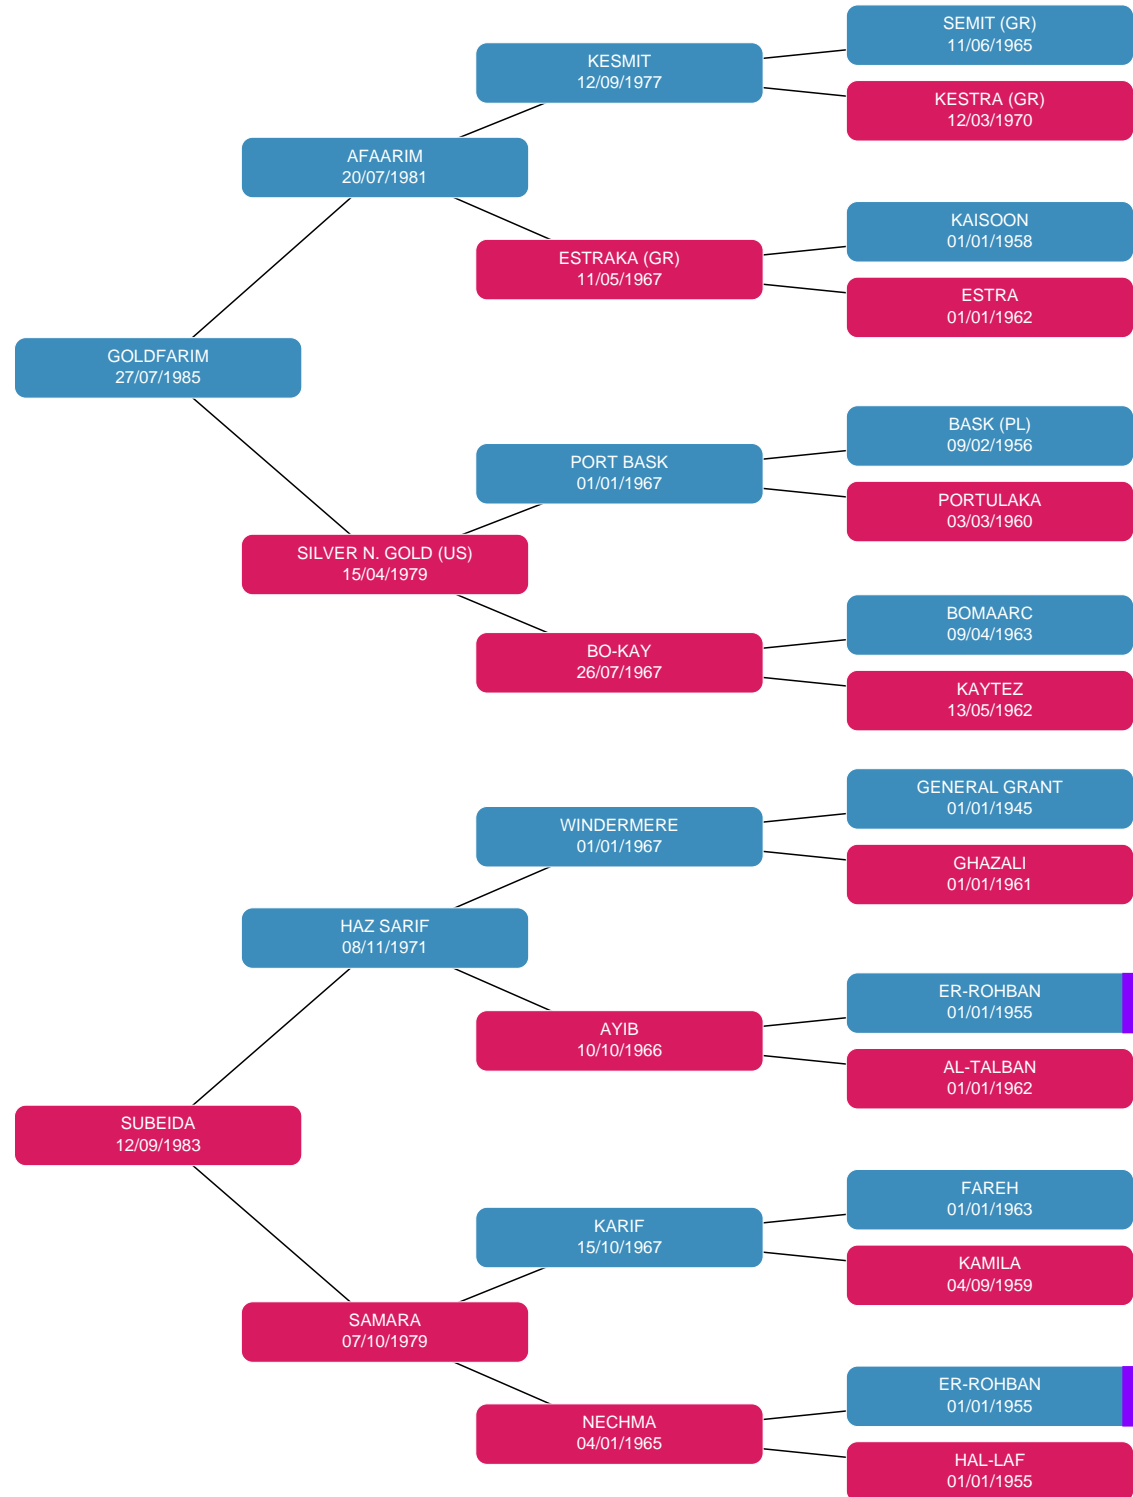 SEMIT (GR)
11/06/1965
KESMIT
12/09/1977
KESTRA (GR)
12/03/1970
AFAARIM
20/07/1981
KAISOON
01/01/1958
ESTRAKA (GR)
11/05/1967
ESTRA
01/01/1962
GOLDFARIM
27/07/1985
BASK (PL)
09/02/1956
PORT BASK
01/01/1967
PORTULAKA
03/03/1960
SILVER N. GOLD (US)
15/04/1979
BOMAARC
09/04/1963
BO-KAY
26/07/1967
KAYTEZ
13/05/1962
GENERAL GRANT
01/01/1945
WINDERMERE
01/01/1967
GHAZALI
01/01/1961
HAZ SARIF
08/11/1971
ER-ROHBAN
01/01/1955
AYIB
10/10/1966
AL-TALBAN
01/01/1962
SUBEIDA
12/09/1983
FAREH
01/01/1963
KARIF
15/10/1967
KAMILA
04/09/1959
SAMARA
07/10/1979
ER-ROHBAN
01/01/1955
NECHMA
04/01/1965
HAL-LAF
01/01/1955